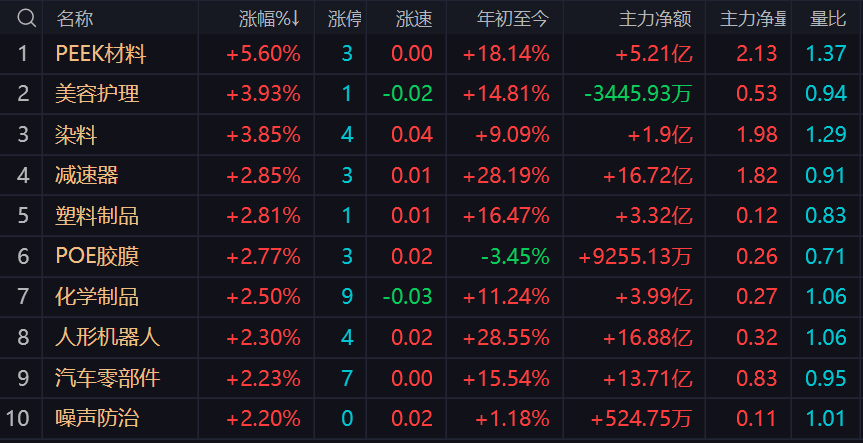 名称 涨幅%↓ 涨停 涨速 年初至今 主力净额 主力净量 量比
1 PEEK材料 +5.60% 3 0.00 +18.14% +5.21亿 2.13 1.37
2 美容护理 +3.93% 1 -0.02 +14.81% -3445.93万 0.53 0.94
3 染料 +3.85% 4 0.04 +9.09% +1.9亿 1.98 1.29
4 减速器 +2.85% 3 0.01 +28.19% +16.72亿 1.82 0.91
5 塑料制品 +2.81% 1 0.01 +16.47% +3.32亿 0.12 0.83
6 POE胶膜 +2.77% 3 0.02 -3.45% +9255.13万 0.26 0.71
7 化学制品 +2.50% 9 -0.03 +11.24% +3.99亿 0.27 1.06
8 人形机器人 +2.30% 4 0.02 +28.55% +16.88亿 0.32 1.06
9 汽车零部件 +2.23% 7 0.00 +15.54% +13.71亿 0.83 0.95
10 噪声防治 +2.20% 0 0.02 +1.18% +524.75万 0.11 1.01